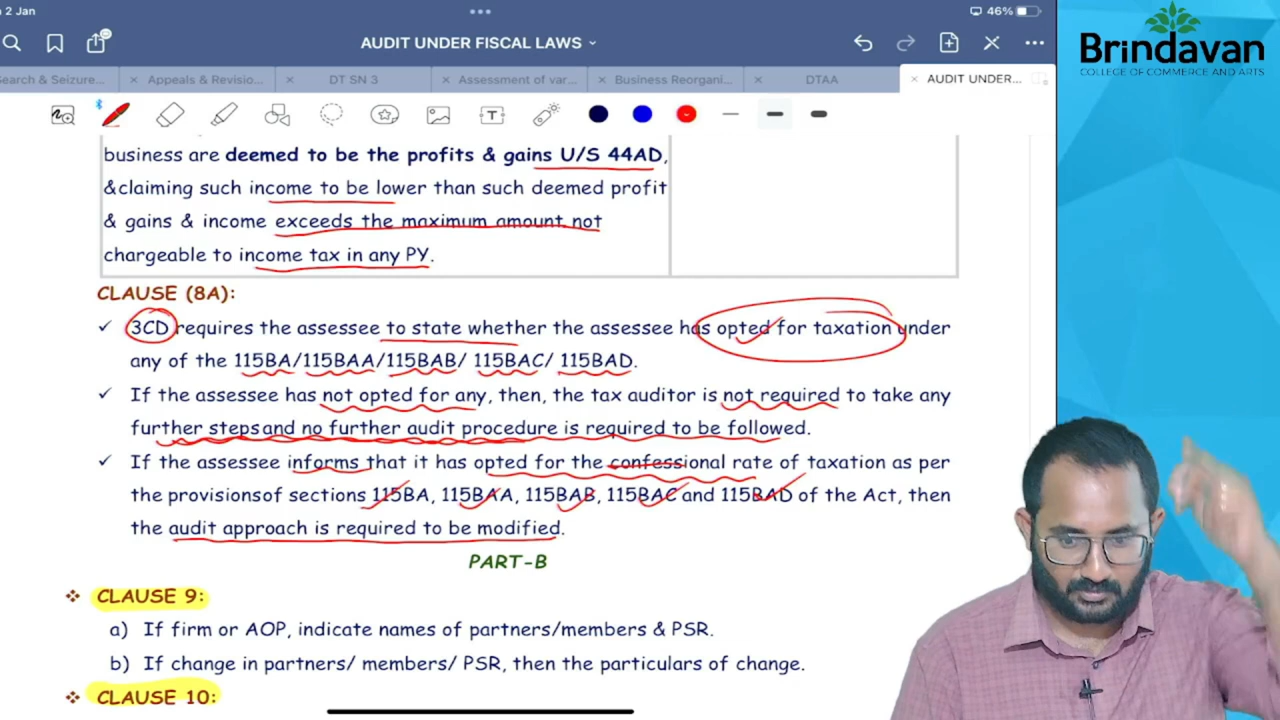 2 Jan
46%
AUDIT UNDER FISCAL LAWS
Brindavan
COLLEGE OF COMMERCE AND ARTS
earch & Seizure...
Appeals & Revisio...
DT SN 3
Assessment of var...
Business Reorgani...
DTAA
AUDIT UNDER...
T
business are deemed to be the profits & gains U/S 44AD,
&claiming such income to be lower than such deemed profit
& gains & income exceeds the maximum amount not
chargeable to income tax in any PY.
CLAUSE (8A):
✓ 3CD requires the assessee to state whether the assessee has opted for taxation under
any of the 115BA/115BAA/115BAB/ 115BAC/ 115BAD.
✓ If the assessee has not opted for any, then, the tax auditor is not required to take any
further steps and no further audit procedure is required to be followed.
✓ If the assessee informs that it has opted for the confessional rate of taxation as per
the provisionsof sections 115BA, 115BAA, 115BAB, 115BAC and 115BAD of the Act, then
the audit approach is required to be modified.
PART-B
❖ CLAUSE 9:
a) If firm or AOP, indicate names of partners/members & PSR.
b) If change in partners/ members/ PSR, then the particulars of change.
❖ CLAUSE 10: